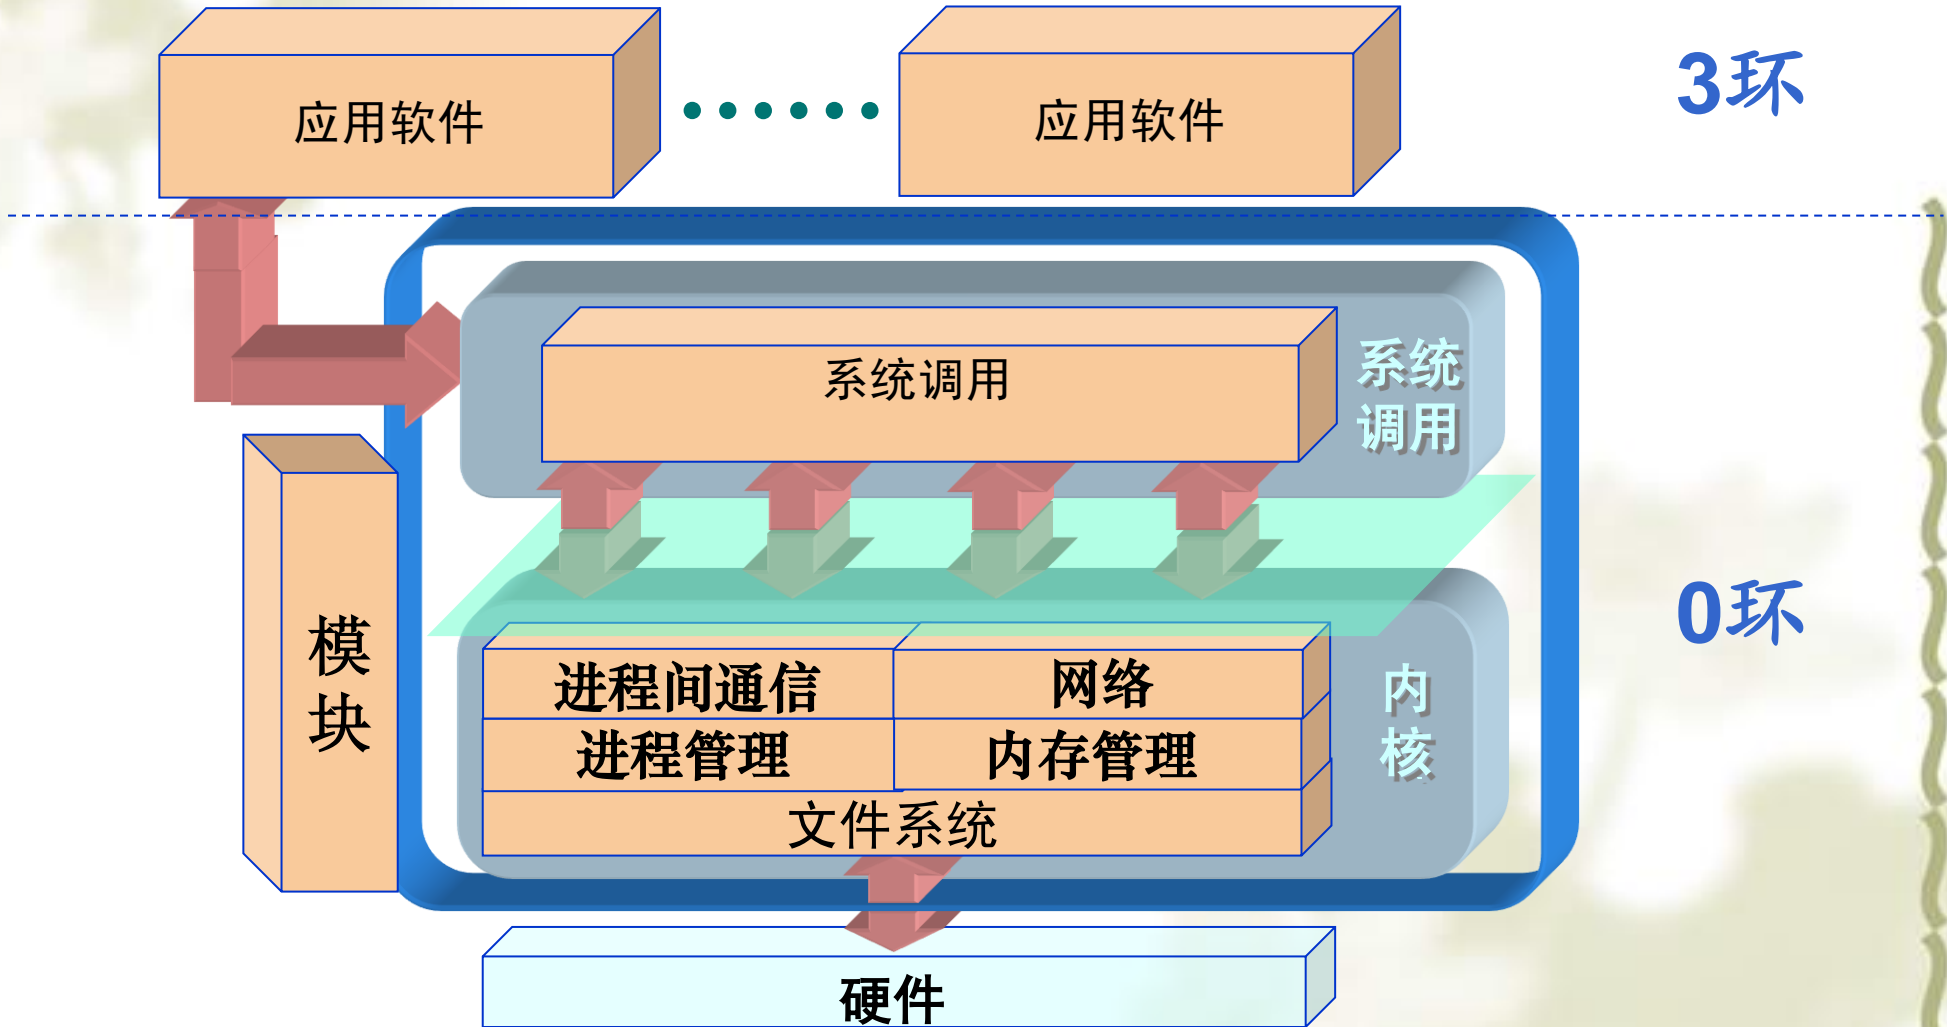 应用软件
应用软件
3环
系统调用
系统
调用
模
块
0环
进程间通信
网络
进程管理
内存管理
文件系统
内
核
硬件